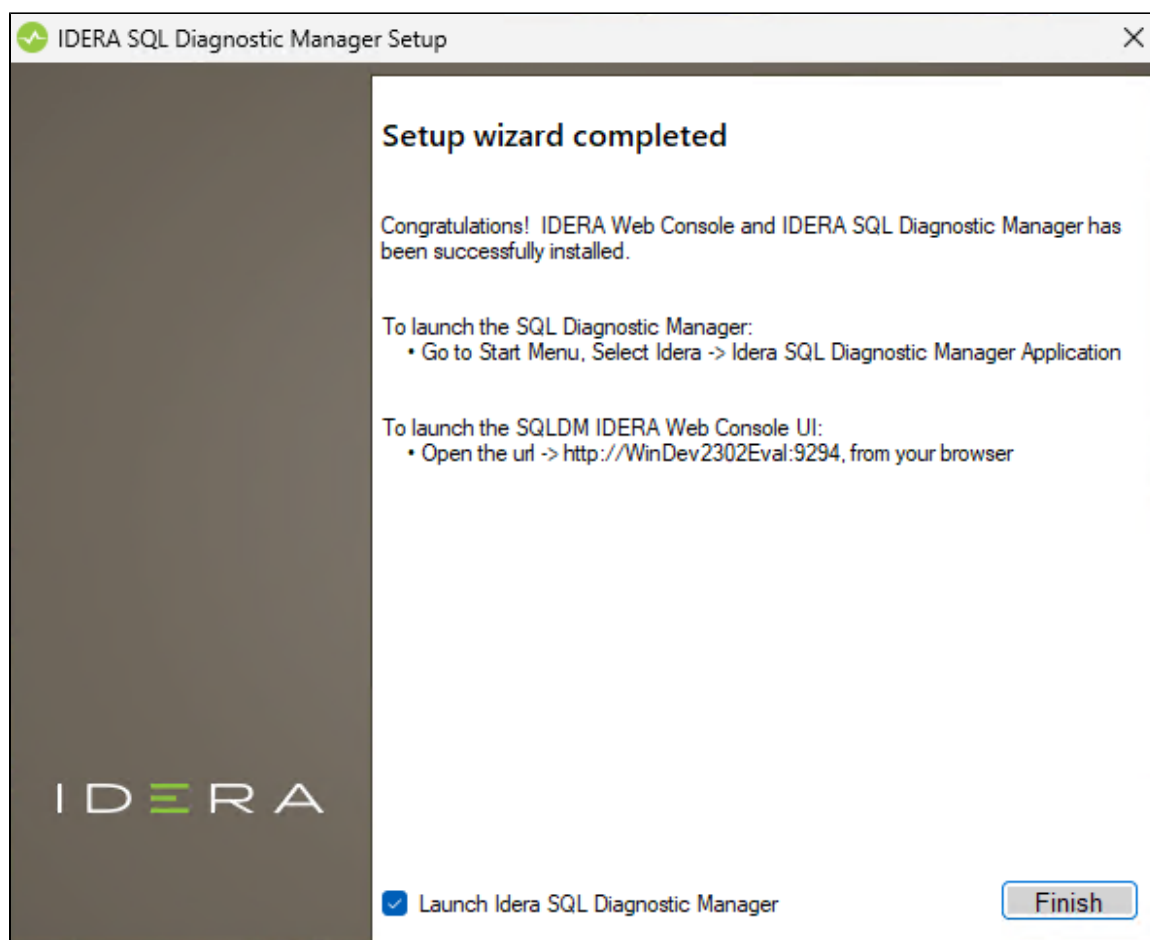 IDERA SQL Diagnostic Manager Setup
Setup wizard completed
Congratulations!  IDERA Web Console and IDERA SQL Diagnostic Manager has
been successfully installed.
To launch the SQL Diagnostic Manager:
• Go to Start Menu, Select Idera -> Idera SQL Diagnostic Manager Application
To launch the SQLDM IDERA Web Console UI:
• Open the url -> http://WinDev2302Eval:9294, from your browser
IDERA
Launch Idera SQL Diagnostic Manager
Finish